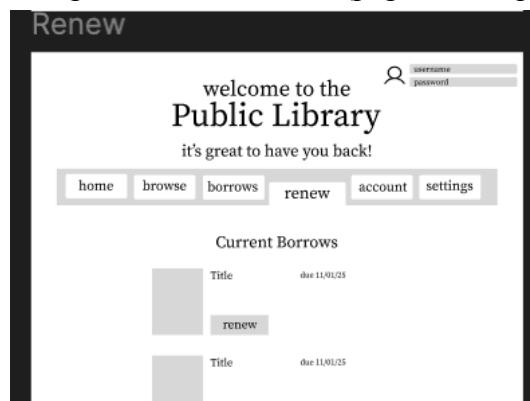 Renew
username
password
welcome to the
Public Library
it's great to have you back!
home browse borrows renew account settings
Current Borrows
Title due 11/01/25
renew
Title due 11/01/25